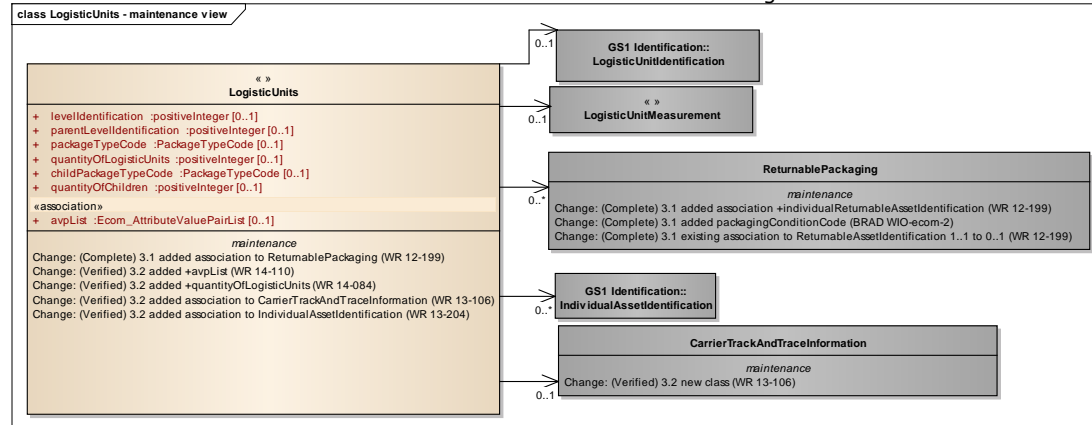 class LogisticUnits - maintenance view
« »
LogisticUnits
+ levelIdentification :positiveInteger [0..1]
+ parentLevelIdentification :positiveInteger [0..1]
+ packageTypeCode :PackageTypeCode [0..1]
+ quantityOfLogisticUnits :positiveInteger [0..1]
+ childPackageTypeCode :PackageTypeCode [0..1]
+ quantityOfChildren :positiveInteger [0..1]
«association»
+ avpList :Ecom_AttributeValuePairList [0..1]
maintenance
Change: (Complete) 3.1 added association to ReturnablePackaging (WR 12-199)
Change: (Verified) 3.2 added +avpList (WR 14-110)
Change: (Verified) 3.2 added +quantityOfLogisticUnits (WR 14-084)
Change: (Verified) 3.2 added association to CarrierTrackAndTraceInformation (WR 13-106)
Change: (Verified) 3.2 added association to IndividualAssetIdentification (WR 13-204)
0..1
GS1 Identification::
LogisticUnitIdentification
0..1
« »
LogisticUnitMeasurement
0..*
ReturnablePackaging
maintenance
Change: (Complete) 3.1 added association +individualReturnableAssetIdentification (WR 12-199)
Change: (Complete) 3.1 added packagingConditionCode (BRAD WIO-ecom-2)
Change: (Complete) 3.1 existing association to ReturnableAssetIdentification 1..1 to 0..1 (WR 12-199)
0..*
GS1 Identification::
IndividualAssetIdentification
0..1
CarrierTrackAndTraceInformation
maintenance
Change: (Verified) 3.2 new class (WR 13-106)